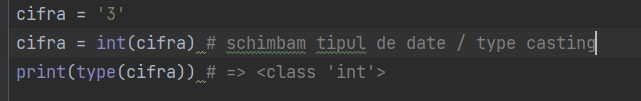 cifra = '3'
cifra = int(cifra) # schimbam tipul de date / type casting
print(type(cifra)) # => <class 'int'>